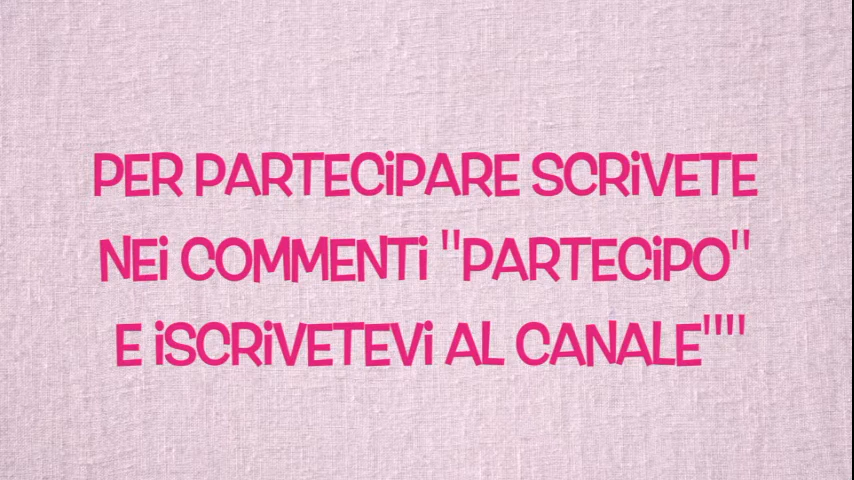 PER PARTECiPARE SCRiVETE
NEi COMMENTi "PARTECiPO"
E iSCRiVETEVi AL CANALE""